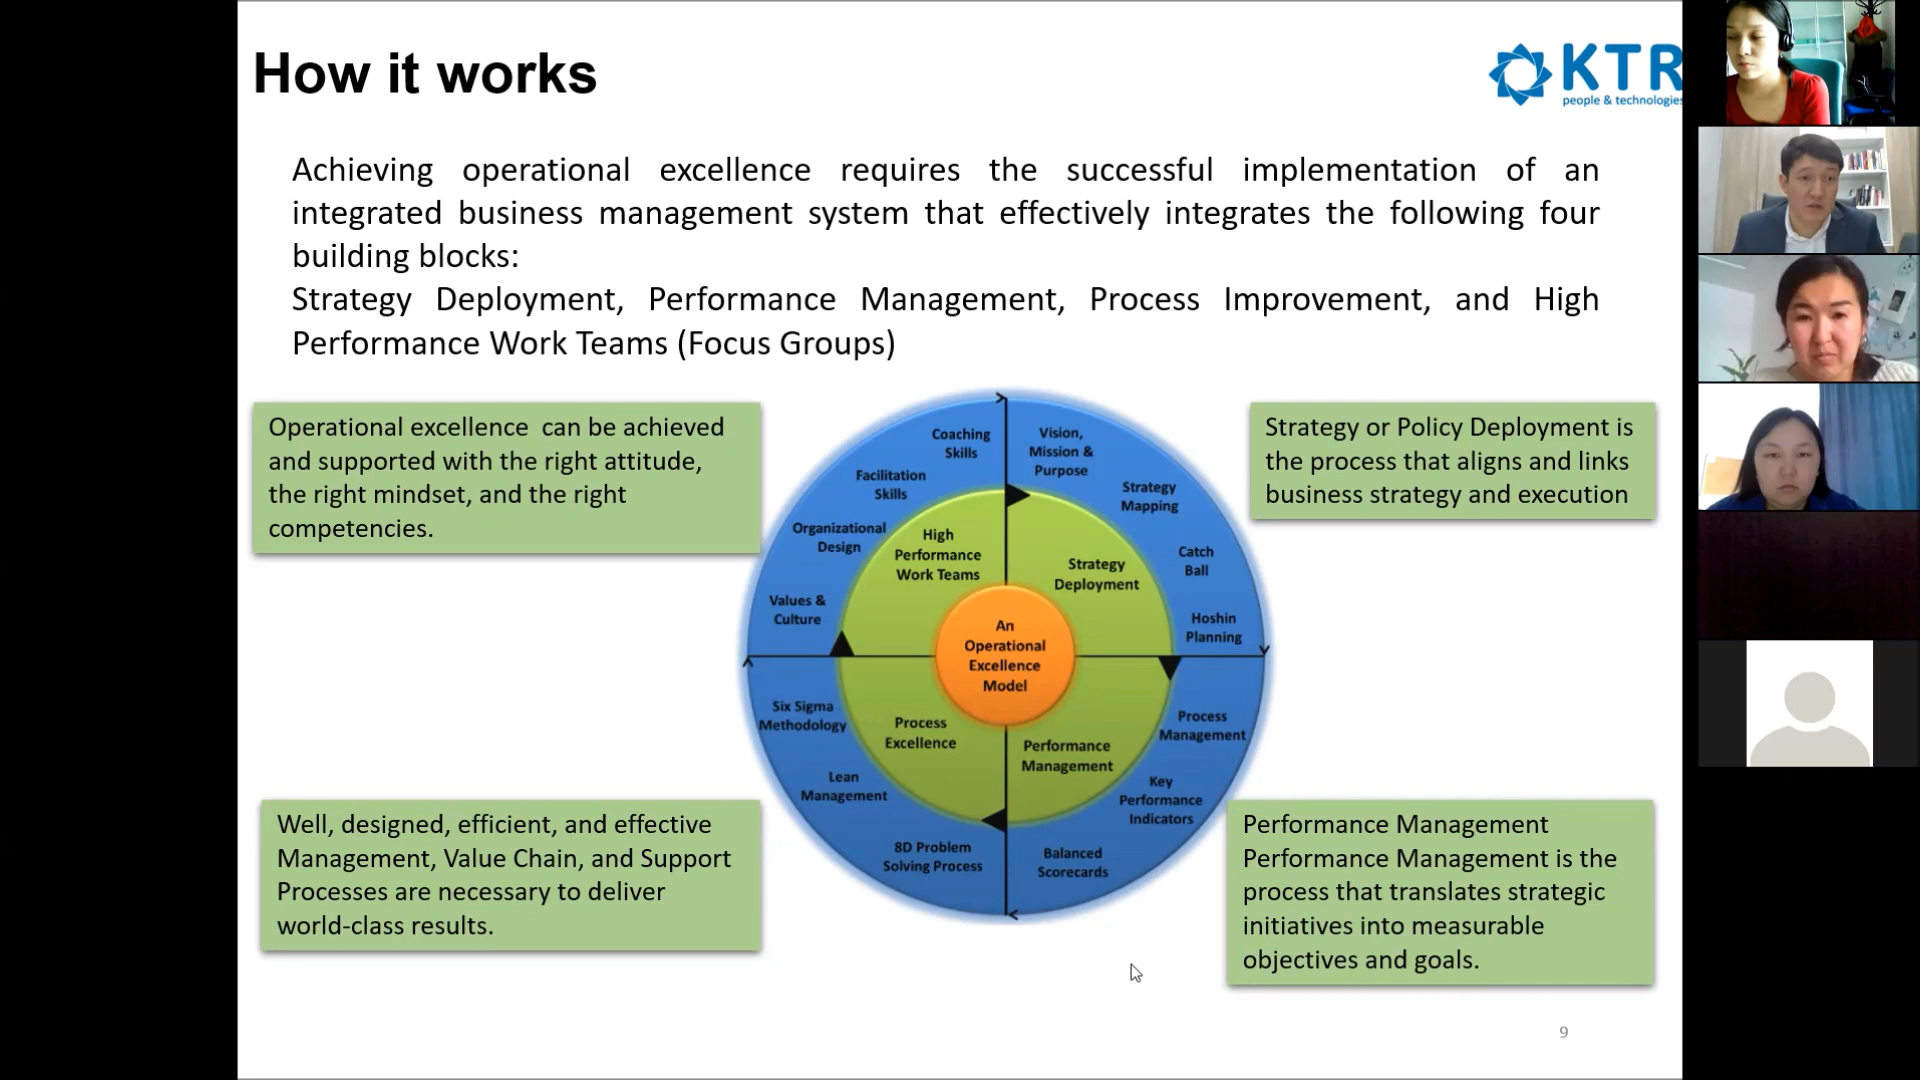 How it works
KTR
people & technologies
Achieving operational excellence requires the successful implementation of an
integrated business management system that effectively integrates the following four
building blocks:
Strategy Deployment, Performance Management, Process Improvement, and High
Performance Work Teams (Focus Groups)
Operational excellence can be achieved
and supported with the right attitude,
the right mindset, and the right
competencies.
Strategy or Policy Deployment is
the process that aligns and links
business strategy and execution
Coaching
Skills
Facilitation
Skills
Organizational
Design
Values &
Culture
Vision,
Mission &
Purpose
Strategy
Mapping
Catch
Ball
Hoshin
Planning
High
Performance
Work Teams
Strategy
Deployment
An
Operational
Excellence
Model
Process
Excellence
Performance
Management
Six Sigma
Methodology
Lean
Management
8D Problem
Solving Process
Process
Management
Key
Performance
Indicators
Balanced
Scorecards
Well, designed, efficient, and effective
Management, Value Chain, and Support
Processes are necessary to deliver
world-class results.
Performance Management
Performance Management is the
process that translates strategic
initiatives into measurable
objectives and goals.
9